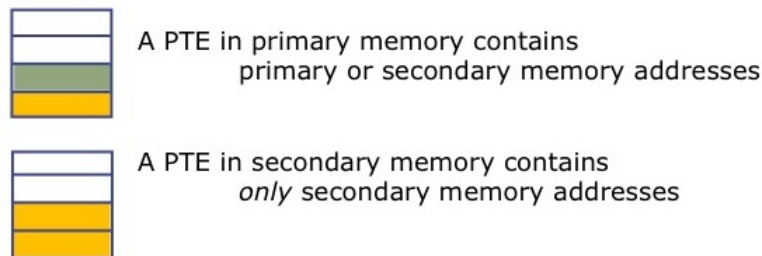 A PTE in primary memory contains
primary or secondary memory addresses
A PTE in secondary memory contains
only secondary memory addresses